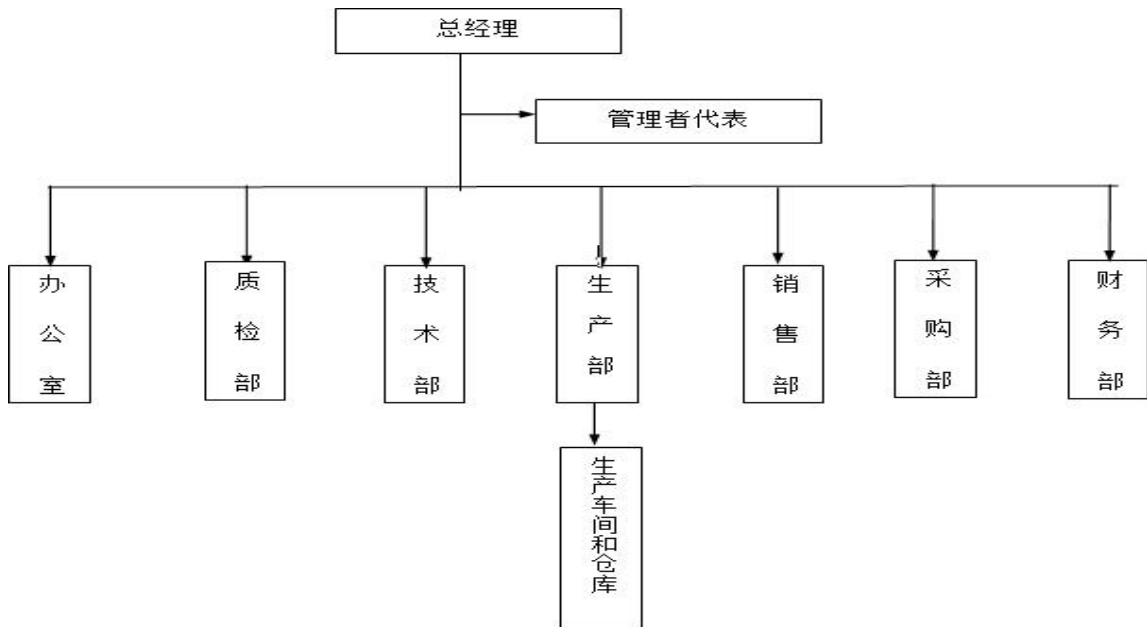 总经理
管理者代表
办公室
质检部
技术部
生产部
销售部
采购部
财务部
生产车间和仓库